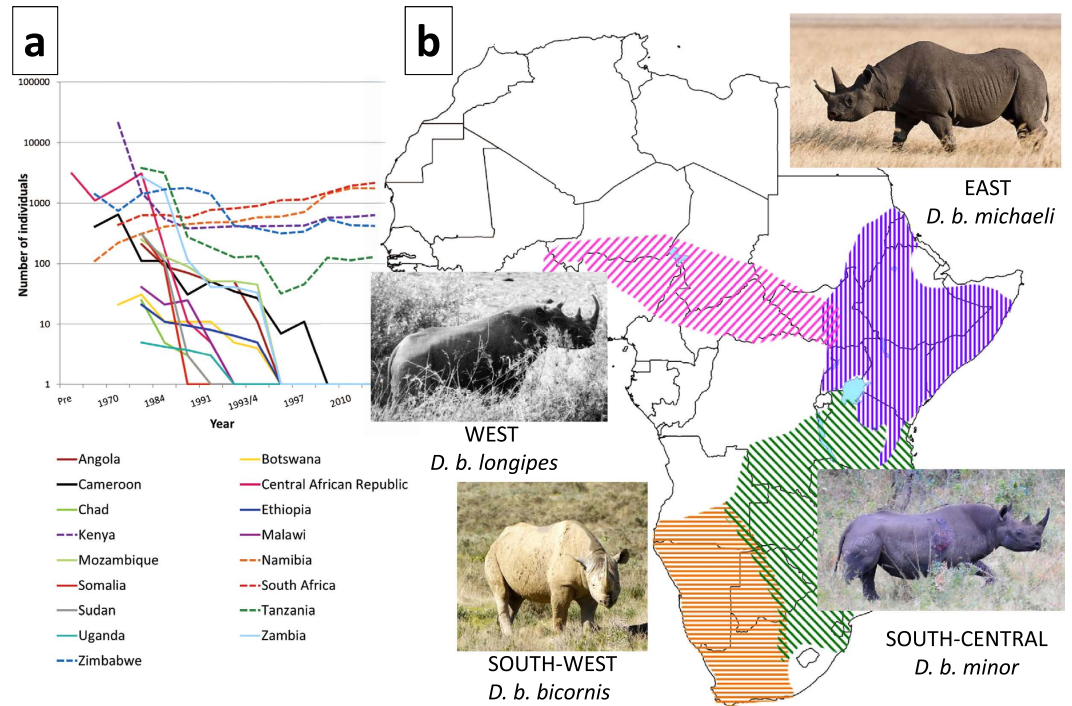 a
100000
10000
1000
100
10
1
Number of individuals
Pre
1970
1984
1991
1993/4
1997
2010
Year
Angola
Botswana
Cameroon
Central African Republic
Chad
Ethiopia
Kenya
Malawi
Mozambique
Namibia
Somalia
South Africa
Sudan
Tanzania
Uganda
Zambia
Zimbabwe
b
EAST
D. b. michaeli
WEST
D. b. longipes
SOUTH-WEST
D. b. bicornis
SOUTH-CENTRAL
D. b. minor